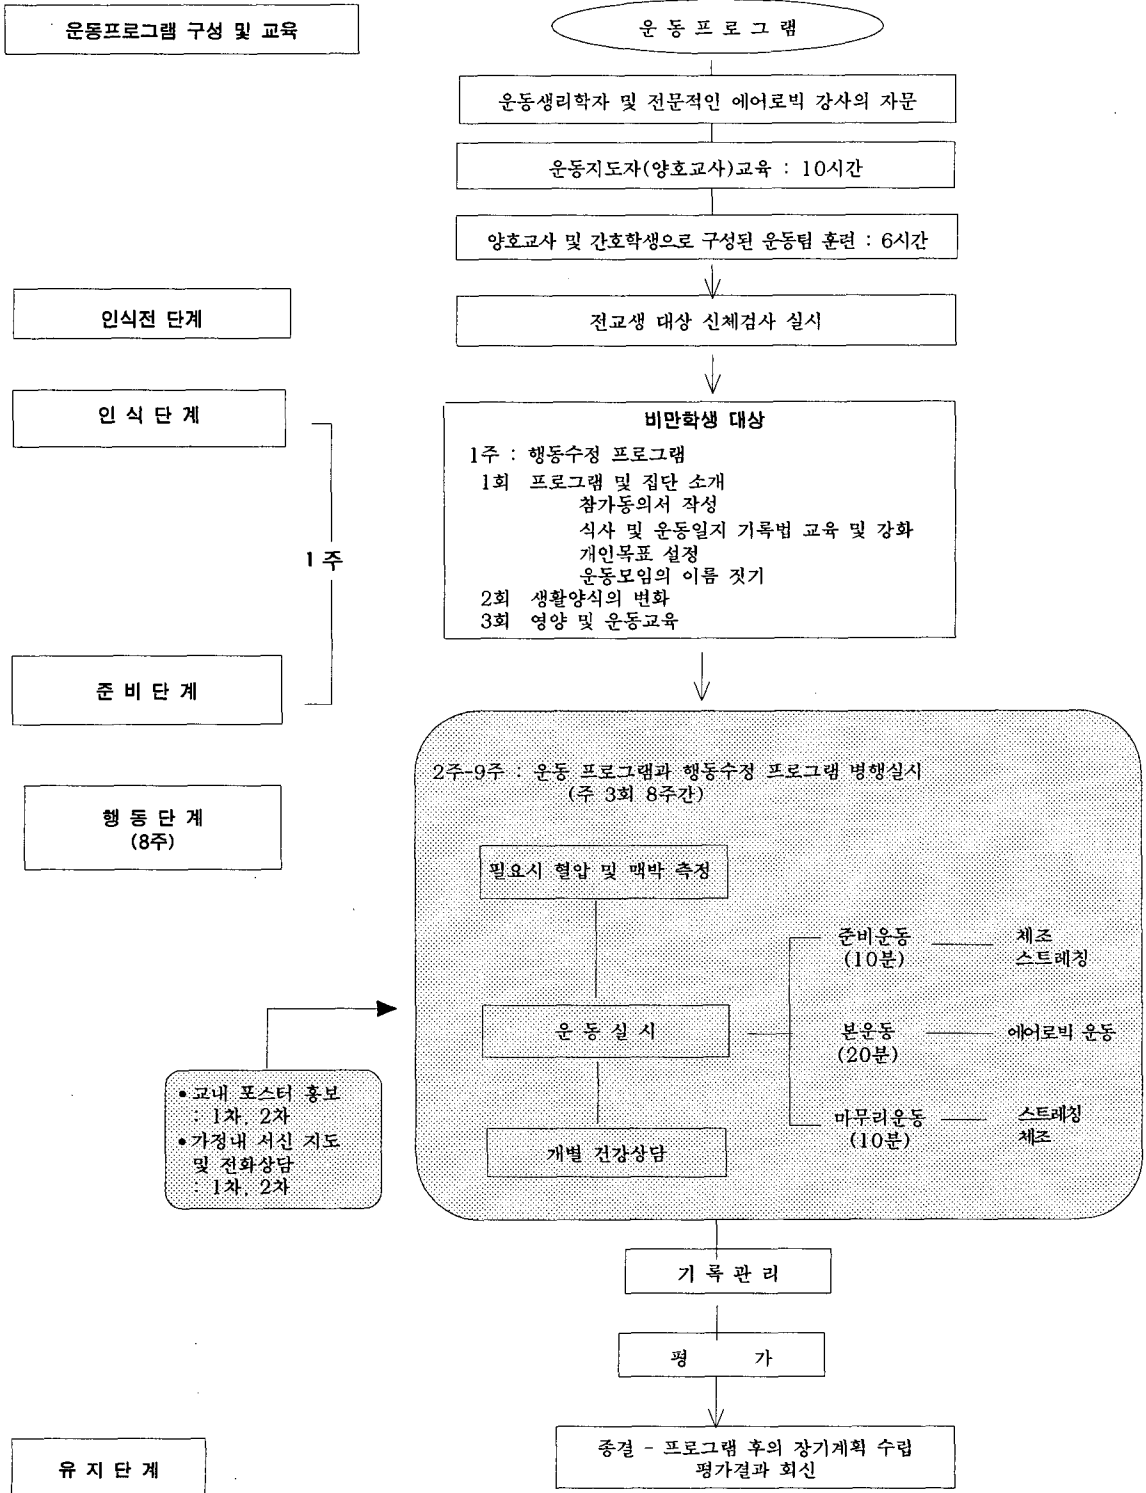 운동프로그램 구성 및 교육
운 동 프 로 그 램
운동생리학자 및 전문적인 에어로빅 강사의 자문
운동지도자(양호교사)교육 : 10시간
양호교사 및 간호학생으로 구성된 운동팀 훈련 : 6시간
인식전 단계
전교생 대상 신체검사 실시
인 식 단 계
1 주
준 비 단 계
비만학생 대상
1주 : 행동수정 프로그램
1회 프로그램 및 집단 소개
참가동의서 작성
식사 및 운동일지 기록법 교육 및 강화
개인목표 설정
운동모임의 이름 짓기
2회 생활양식의 변화
3회 영양 및 운동교육
행 동 단 계
(8주)
2주-9주 : 운동 프로그램과 행동수정 프로그램 병행실시
(주 3회 8주간)
필요시 혈압 및 맥박 측정
운 동 실 시
개별 건강상담
준비운동
(10분)
체조
스트레칭
본운동
(20분)
에어로빅 운동
마무리운동
(10분)
스트레칭
체조
• 교내 포스터 홍보
: 1차, 2차
• 가정내 서신 지도
및 전화상담
: 1차, 2차
기 록 관 리
평 가
유 지 단 계
종결 - 프로그램 후의 장기계획 수립
평가결과 회신